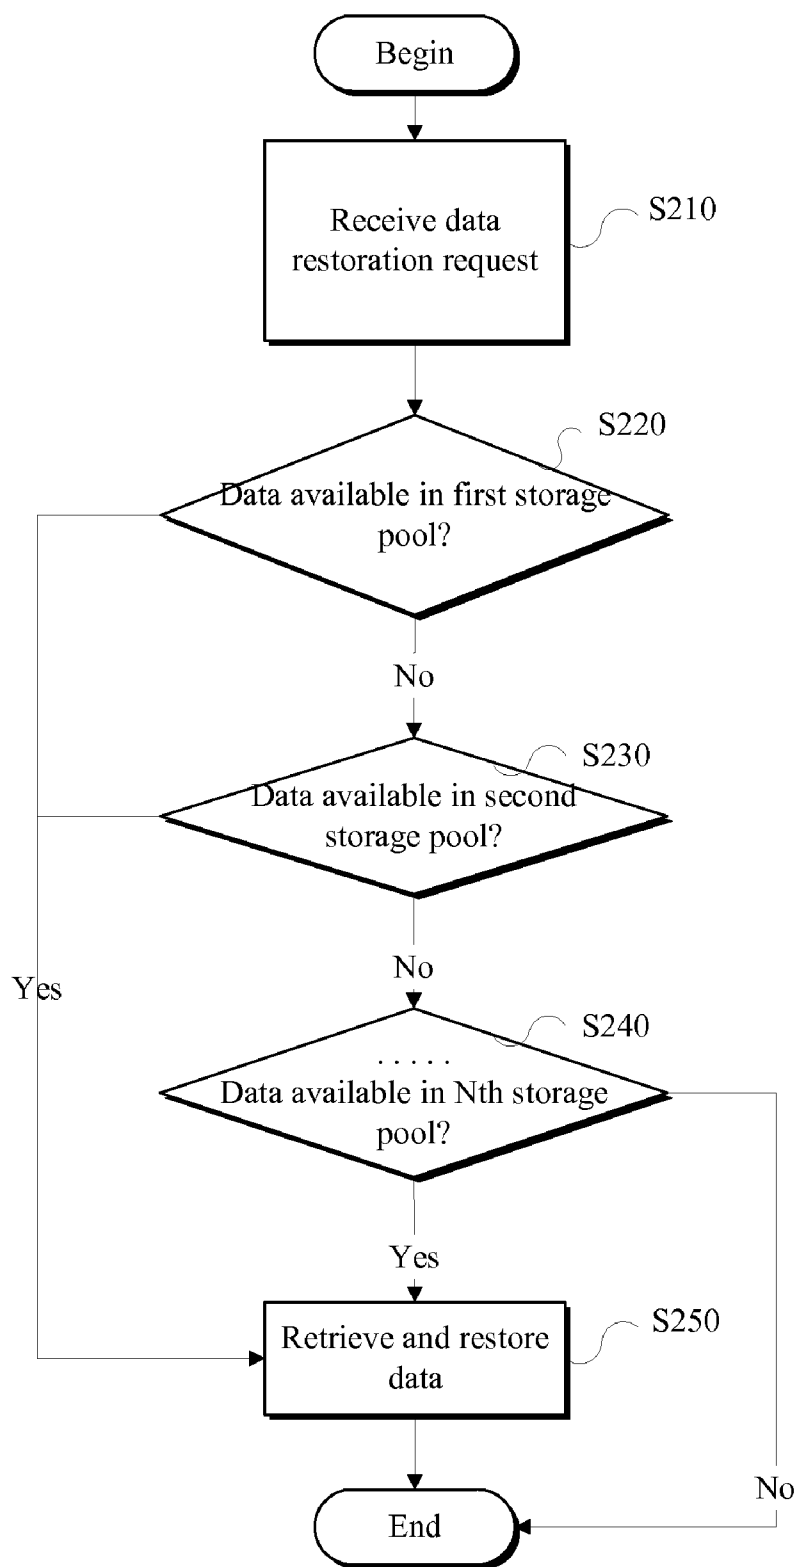 Begin
Receive data
restoration request
S210
S220
Data available in first storage
pool?
No
S230
Data available in second
storage pool?
No
Yes
S240
. . . . .
Data available in Nth storage
pool?
Yes
S250
Retrieve and restore
data
No
End